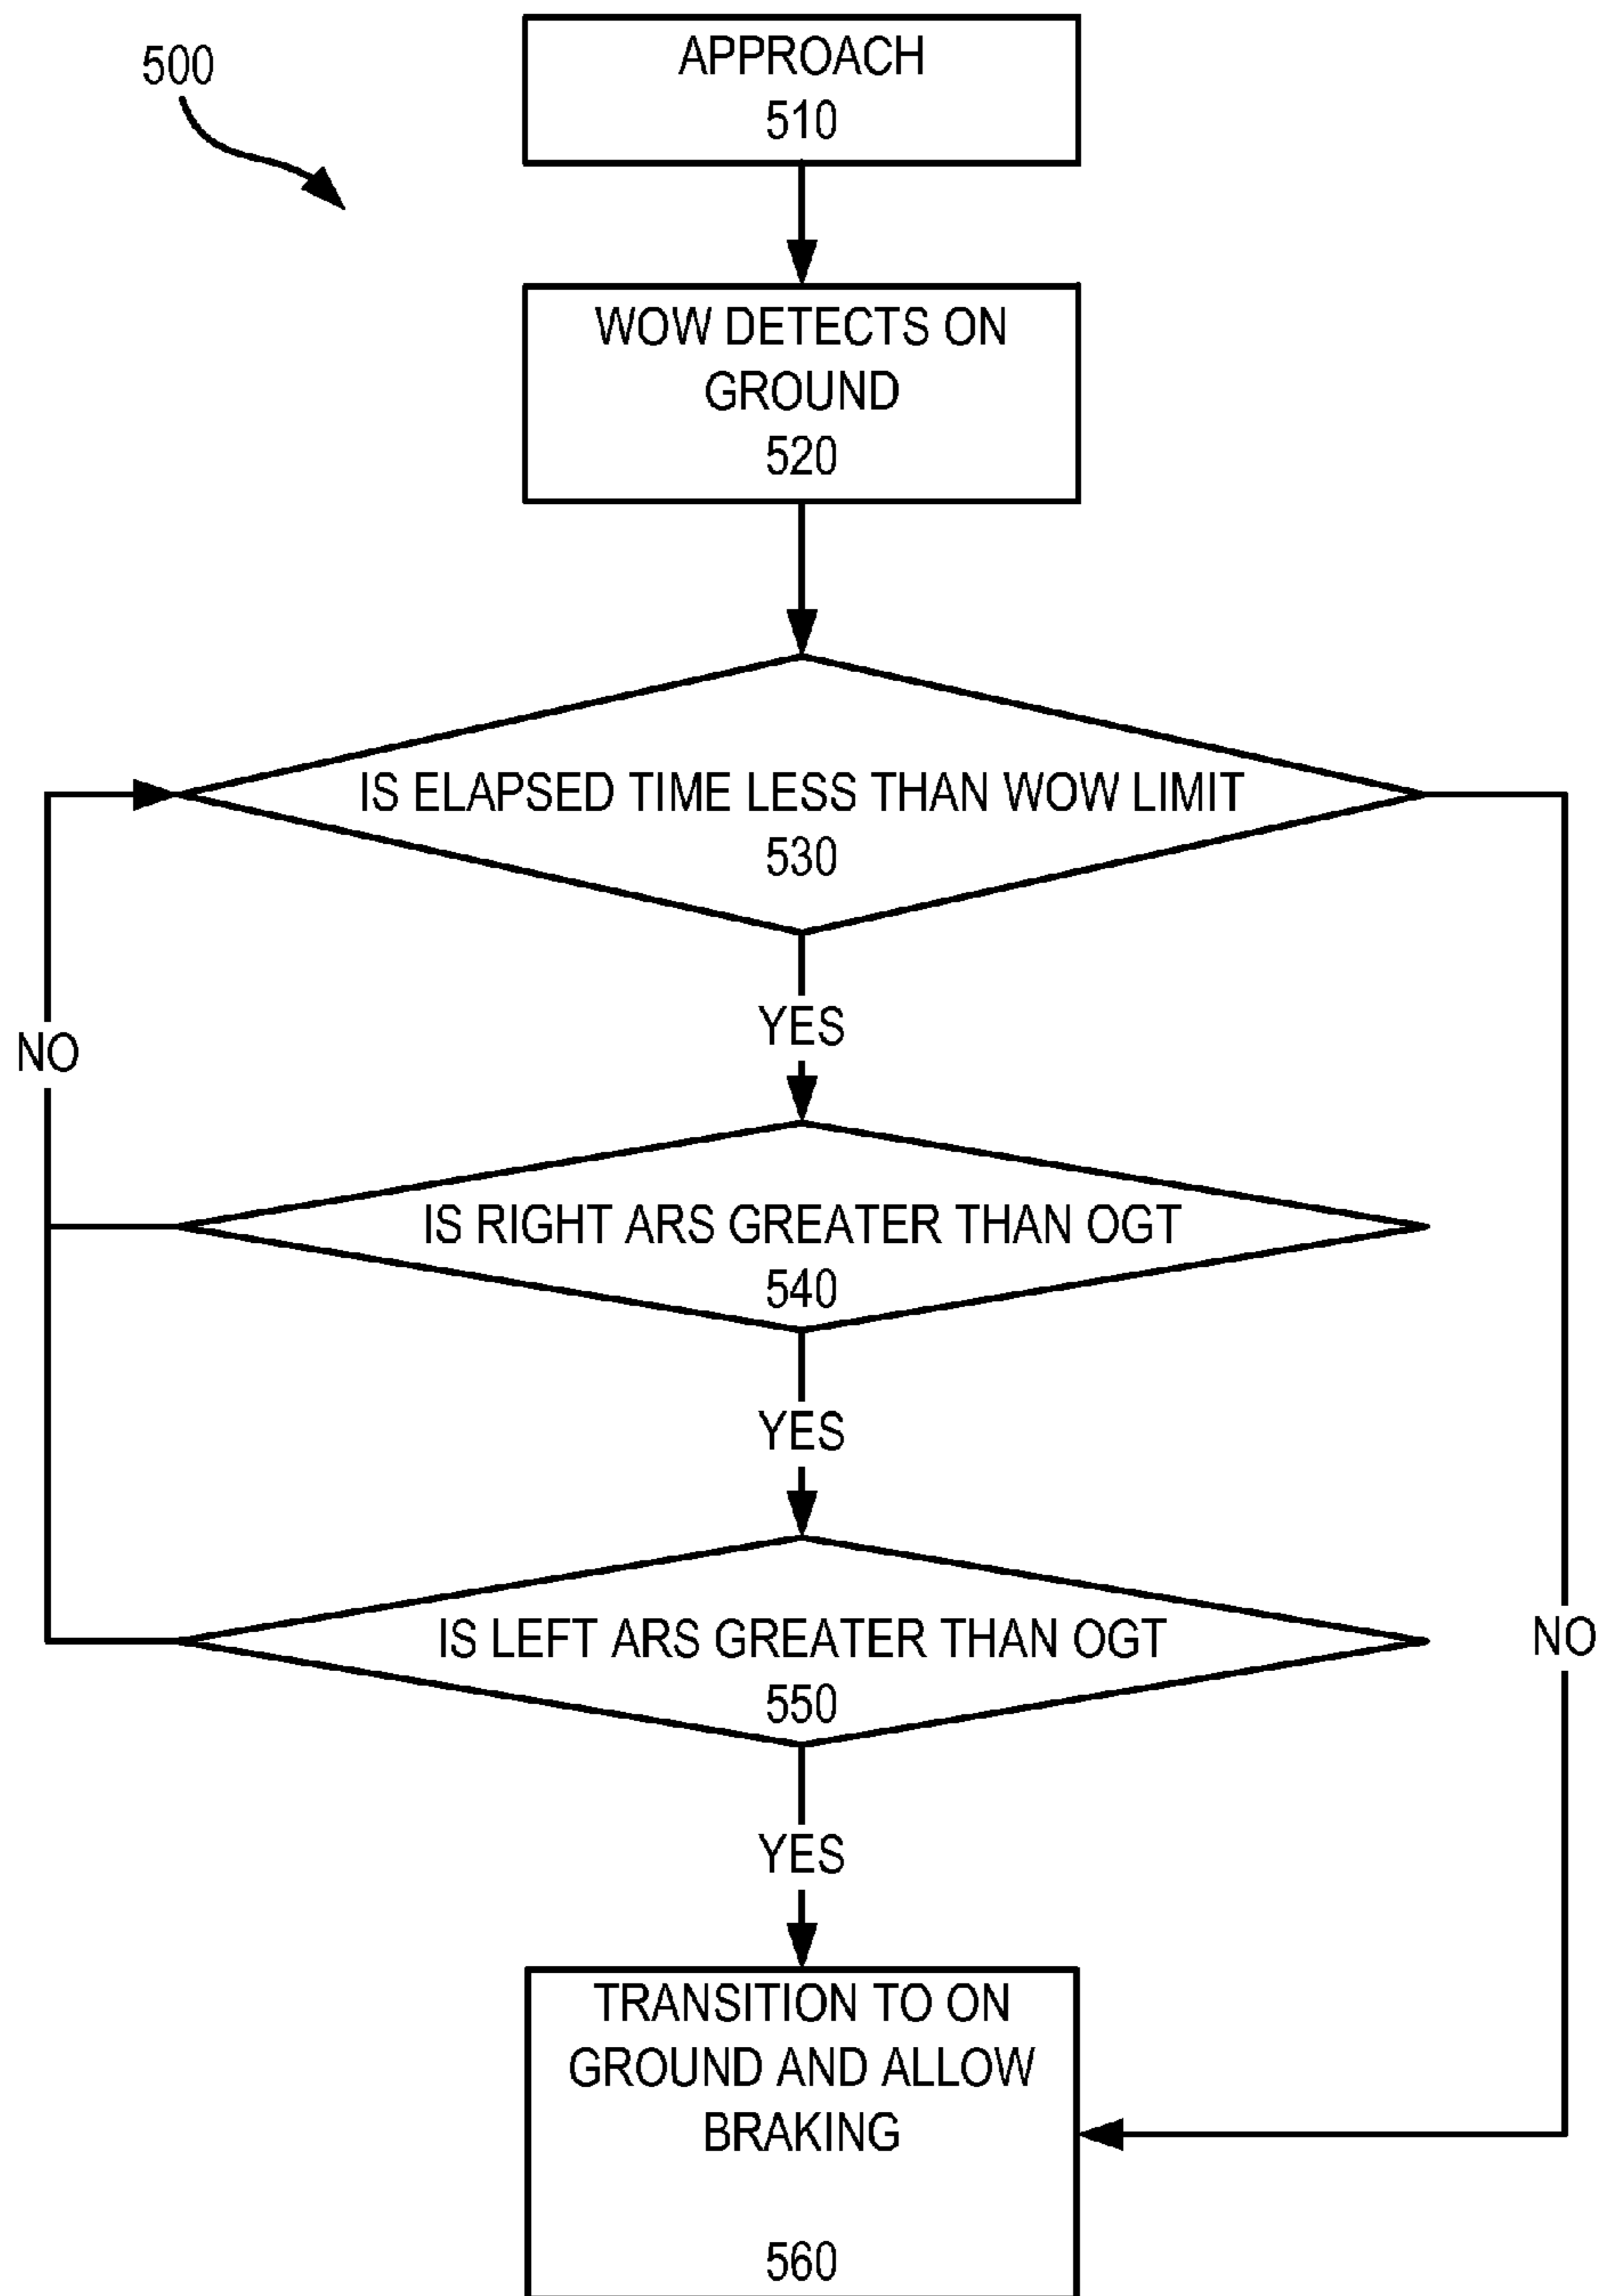 500
APPROACH
510
WOW DETECTS ON
GROUND
520
IS ELAPSED TIME LESS THAN WOW LIMIT
530
YES
NO
IS RIGHT ARS GREATER THAN OGT
540
YES
IS LEFT ARS GREATER THAN OGT
550
NO
YES
TRANSITION TO ON
GROUND AND ALLOW
BRAKING
560